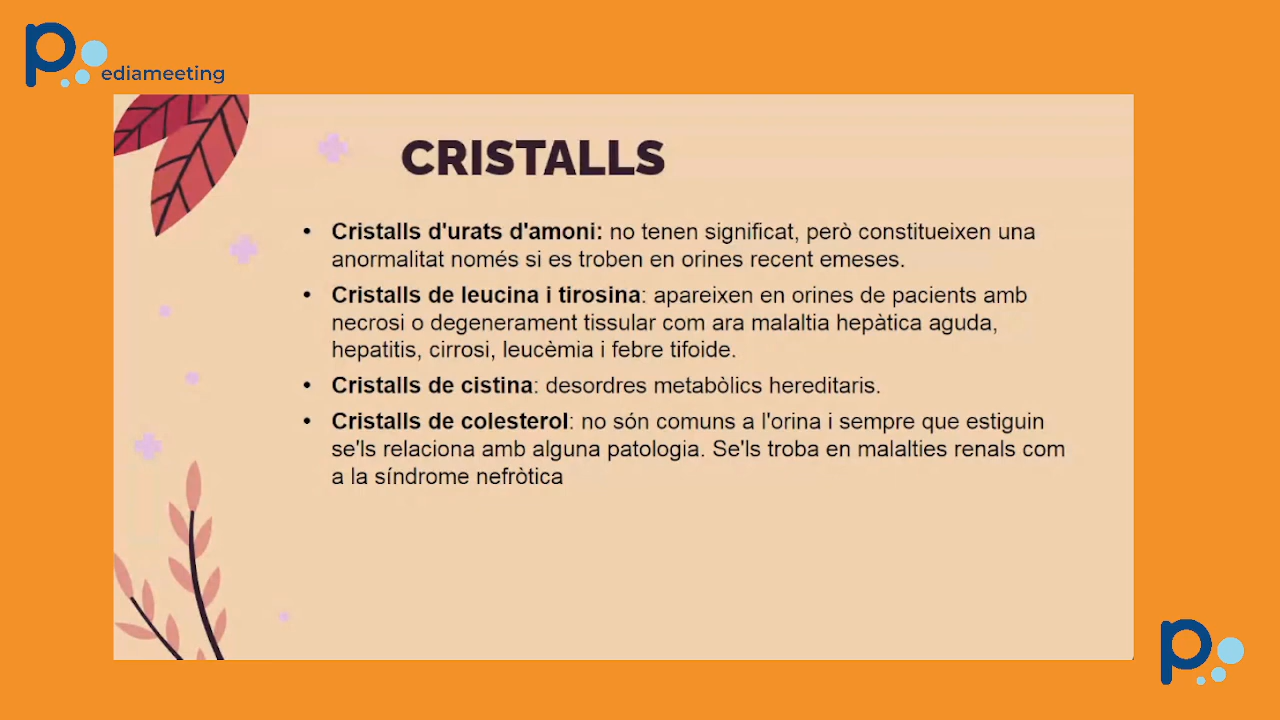 Pediameeting
CRISTALLS
• Cristalls d'urats d'amoni: no tenen significat, però constitueixen una
anormalitat només si es troben en orines recent emeses.
• Cristalls de leucina i tirosina: apareixen en orines de pacients amb
necrosi o degenerament tissular com ara malaltia hepàtica aguda,
hepatitis, cirrosi, leucèmia i febre tifoide.
• Cristalls de cistina: desordres metabòlics hereditaris.
• Cristalls de colesterol: no són comuns a l'orina i sempre que estiguin
se'ls relaciona amb alguna patologia. Se'ls troba en malalties renals com
a la síndrome nefròtica
P